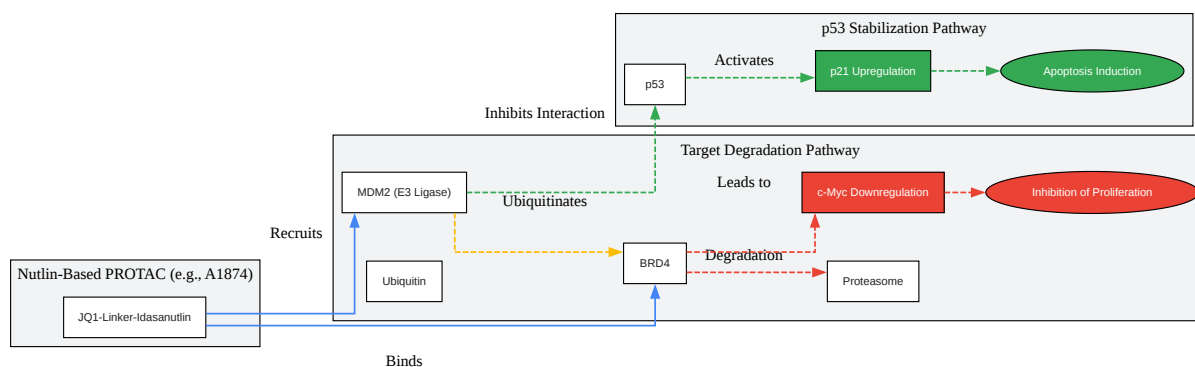 p53 Stabilization Pathway
Activates
p53
p21 Upregulation
Apoptosis Induction
Inhibits Interaction
Target Degradation Pathway
MDM2 (E3 Ligase)
Ubiquitinates
Leads to
c-Myc Downregulation
Inhibition of Proliferation
Recruits
BRD4
Degradation
Ubiquitin
Proteasome
Nutlin-Based PROTAC (e.g., A1874)
JQ1-Linker-Idasanutlin
Binds